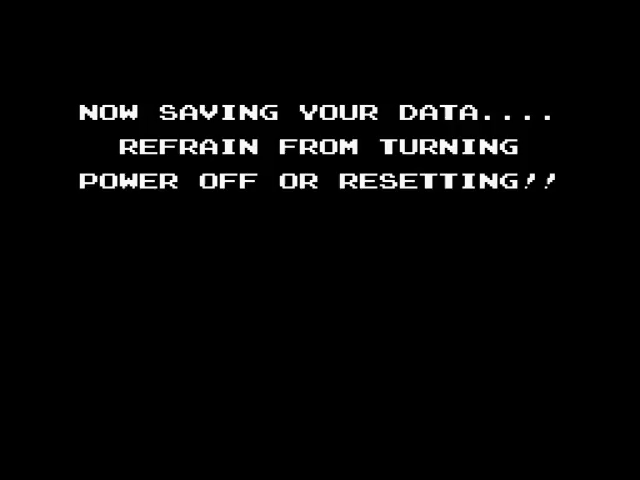 NOW SAVING YOUR DATA....
REFRAIN FROM TURNING
POWER OFF OR RESETTING!!